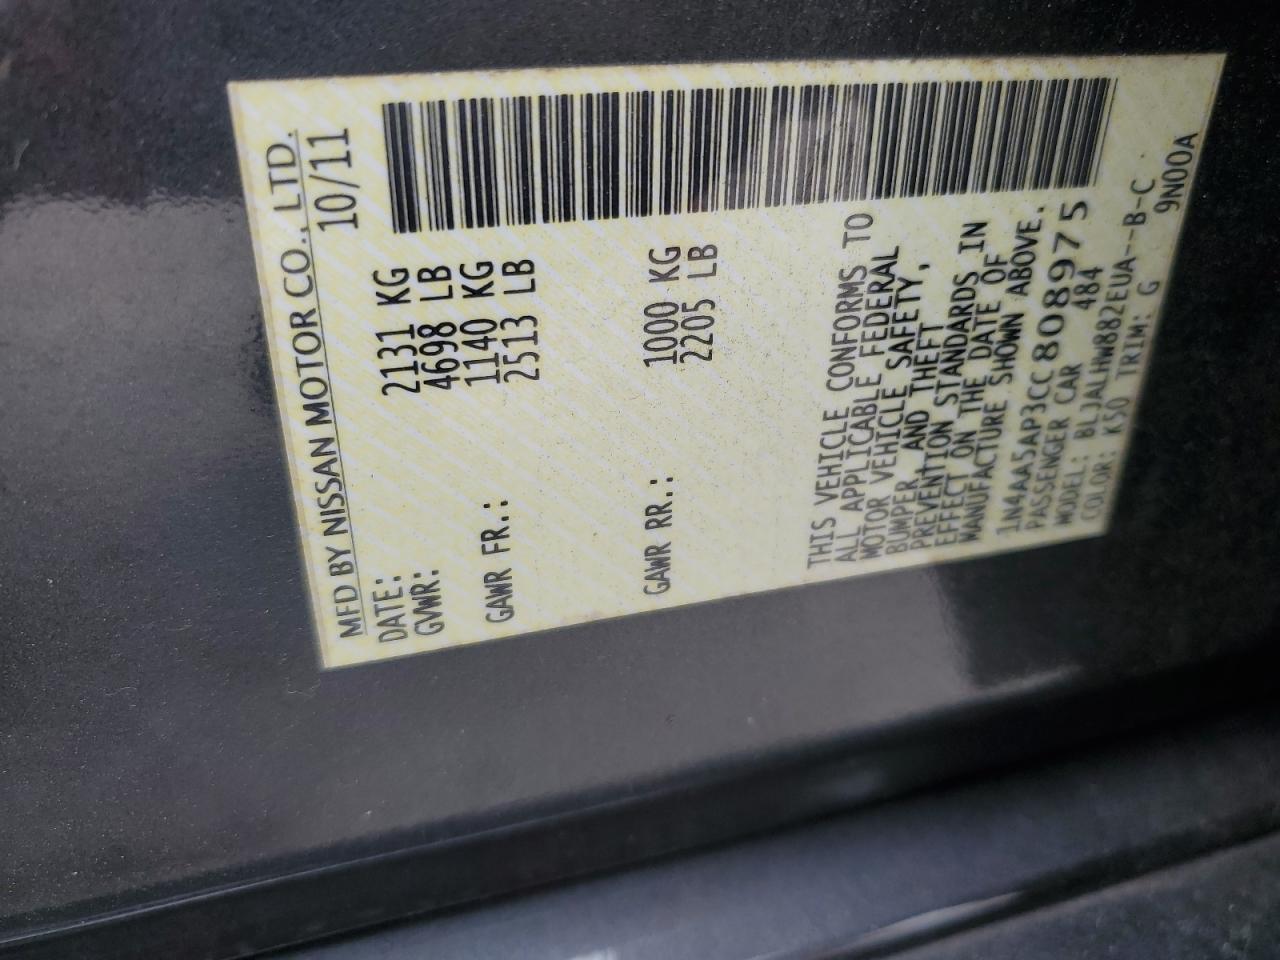 MFD BY NISSAN MOTOR CO., LTD.
DATE: 10/11
GVWR: 2131 KG
4698 LB
GAWR FR.: 1140 KG
2513 LB
GAWR RR.: 1000 KG
2205 LB
THIS VEHICLE CONFORMS TO
ALL APPLICABLE FEDERAL
MOTOR VEHICLE SAFETY,
BUMPER, AND THEFT
PREVENTION STANDARDS IN
EFFECT ON THE DATE OF
MANUFACTURE SHOWN ABOVE.
1N4AA5AP3CC808975
PASSENGER CAR 484
MODEL: BLJALHW882EUA--B-C
COLOR: K50 TRIM: G 9N00A